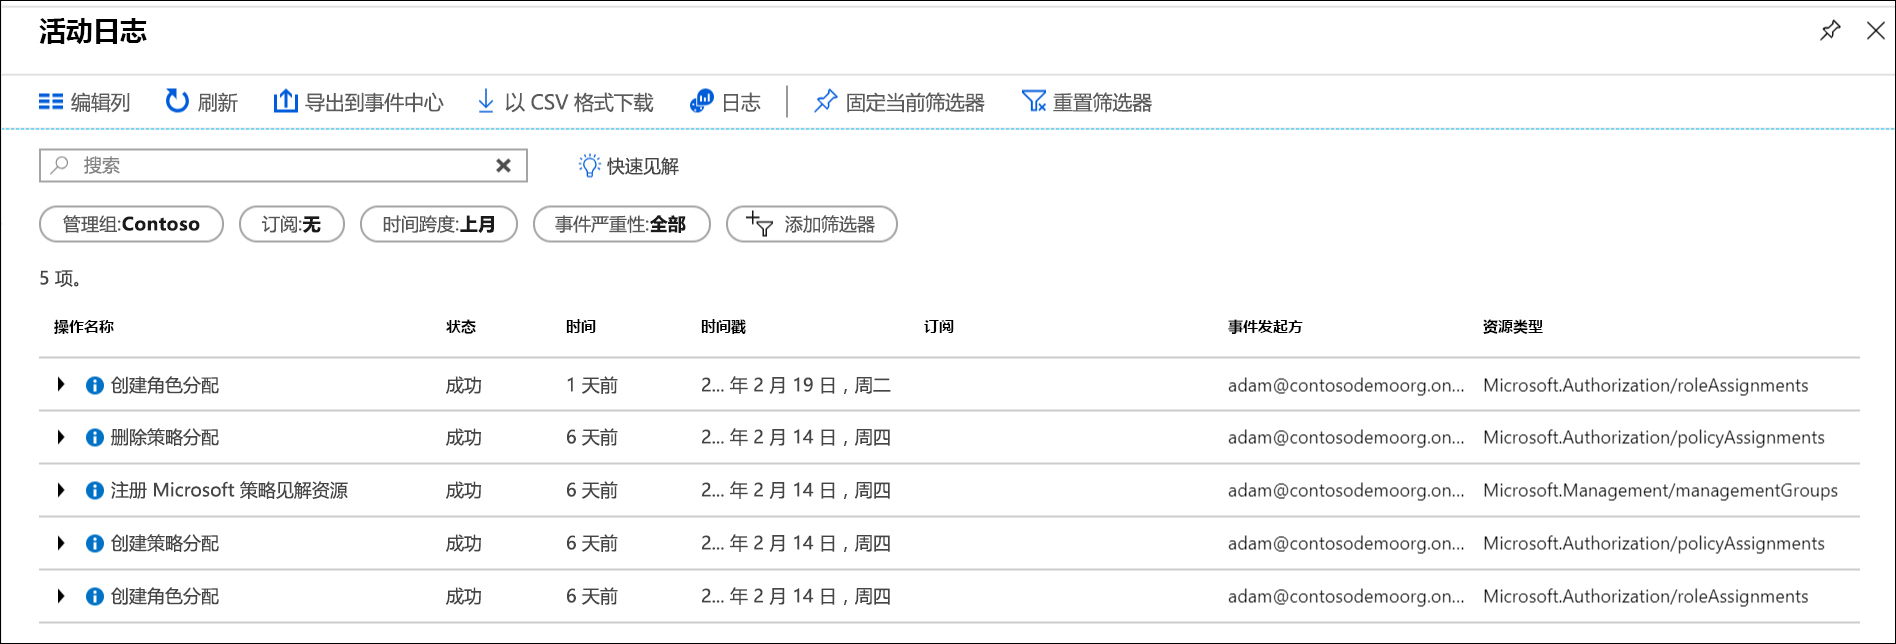 活动日志
编辑列 刷新 导出到事件中心 以 CSV 格式下载 日志 固定当前筛选器 重置筛选器
搜索 快速见解
管理组:Contoso 订阅:无 时间跨度:上月 事件严重性:全部 添加筛选器
5 项。
操作名称 状态 时间 时间戳 订阅 事件发起方 资源类型
创建角色分配 成功 1 天前 2... 年 2 月 19 日，周二 adam@contosodemoorg.on... Microsoft.Authorization/roleAssignments
删除策略分配 成功 6 天前 2... 年 2 月 14 日，周四 adam@contosodemoorg.on... Microsoft.Authorization/policyAssignments
注册 Microsoft 策略见解资源 成功 6 天前 2... 年 2 月 14 日，周四 adam@contosodemoorg.on... Microsoft.Management/managementGroups
创建策略分配 成功 6 天前 2... 年 2 月 14 日，周四 adam@contosodemoorg.on... Microsoft.Authorization/policyAssignments
创建角色分配 成功 6 天前 2... 年 2 月 14 日，周四 adam@contosodemoorg.on... Microsoft.Authorization/roleAssignments